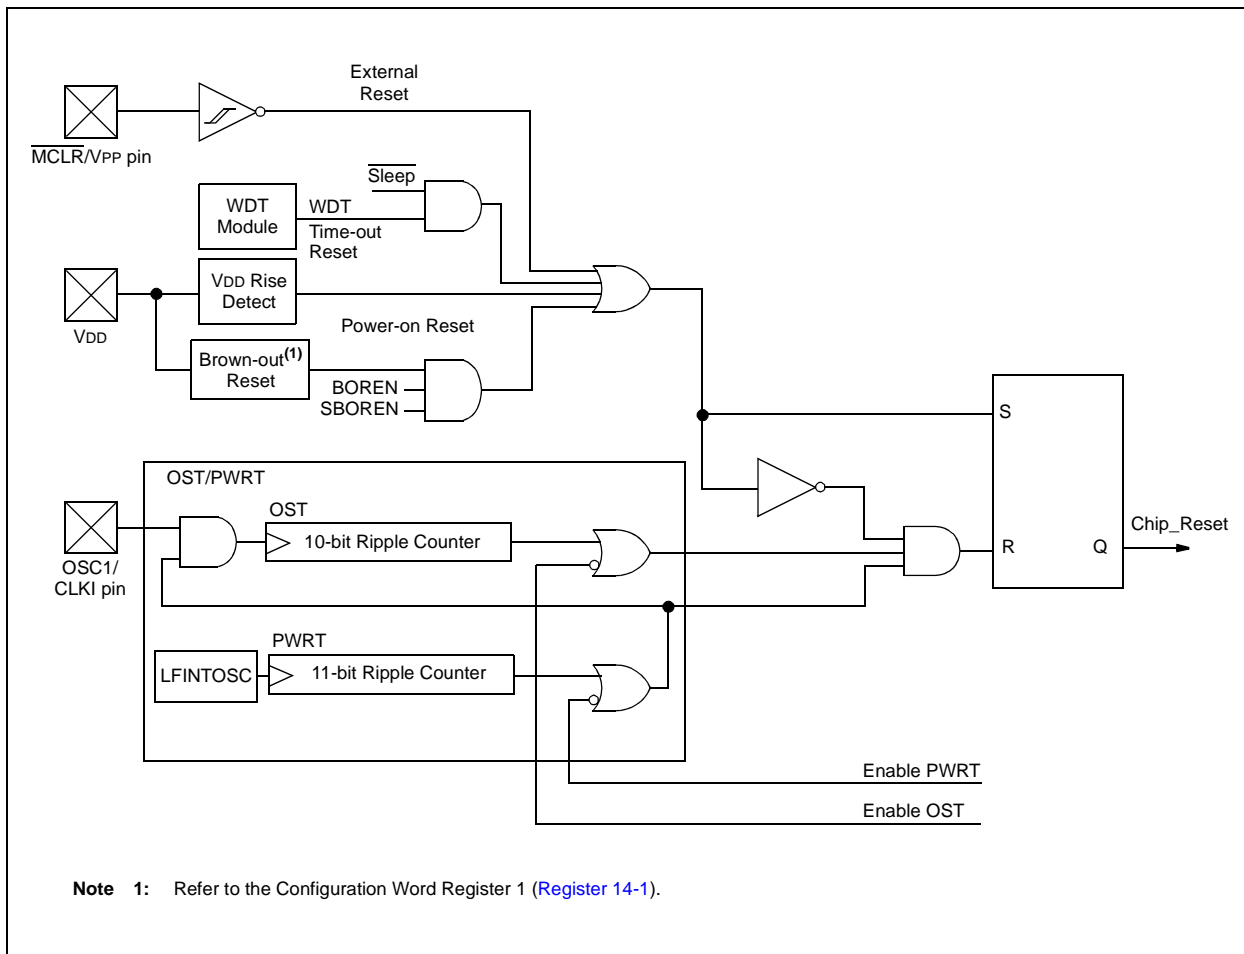 External
Reset
MCLR/VPP pin
Sleep
WDT
Module
WDT
Time-out
Reset
VDD Rise
Detect
VDD
Power-on Reset
Brown-out(1)
Reset
BOREN
SBOREN
S
OST/PWRT
OST
10-bit Ripple Counter
OSC1/
CLKI pin
Chip_Reset
R
Q
PWRT
LFINTOSC
11-bit Ripple Counter
Enable PWRT
Enable OST
Note 1: Refer to the Configuration Word Register 1 (Register 14-1).